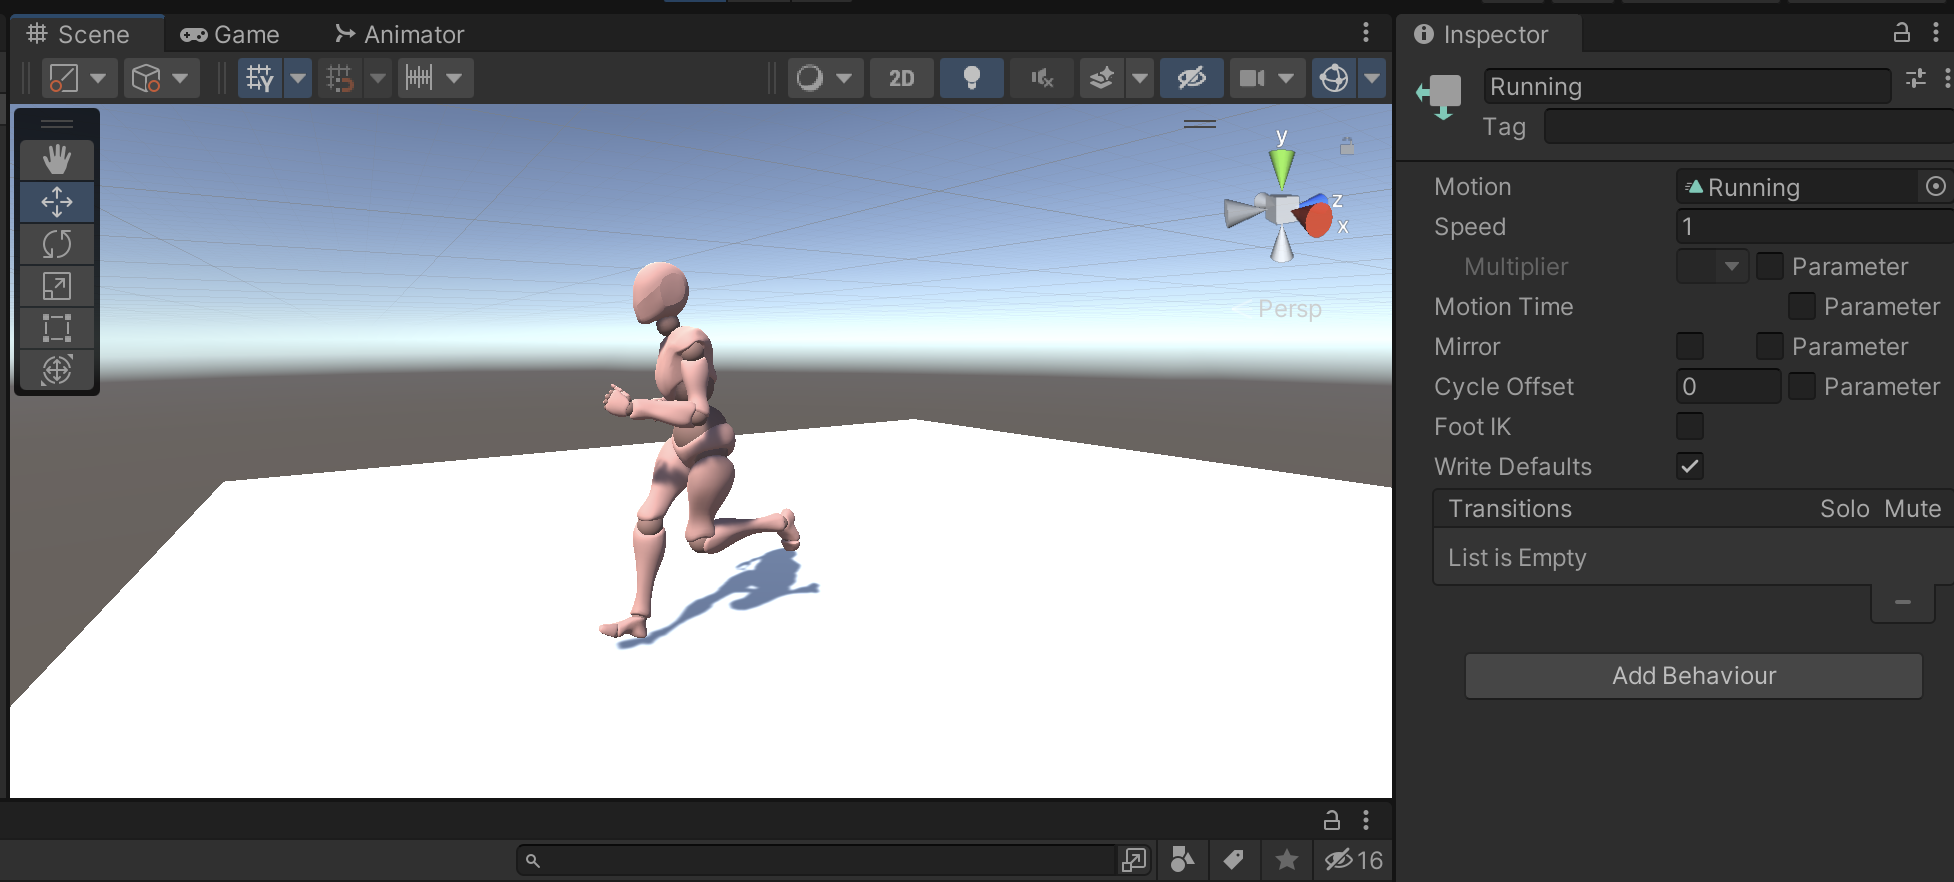 Scene Game Animator
2D
y
z
x
Persp
16
Inspector
Running
Tag
Motion Running
Speed 1
Multiplier Parameter
Motion Time Parameter
Mirror Parameter
Cycle Offset 0 Parameter
Foot IK
Write Defaults
Transitions Solo Mute
List is Empty
Add Behaviour